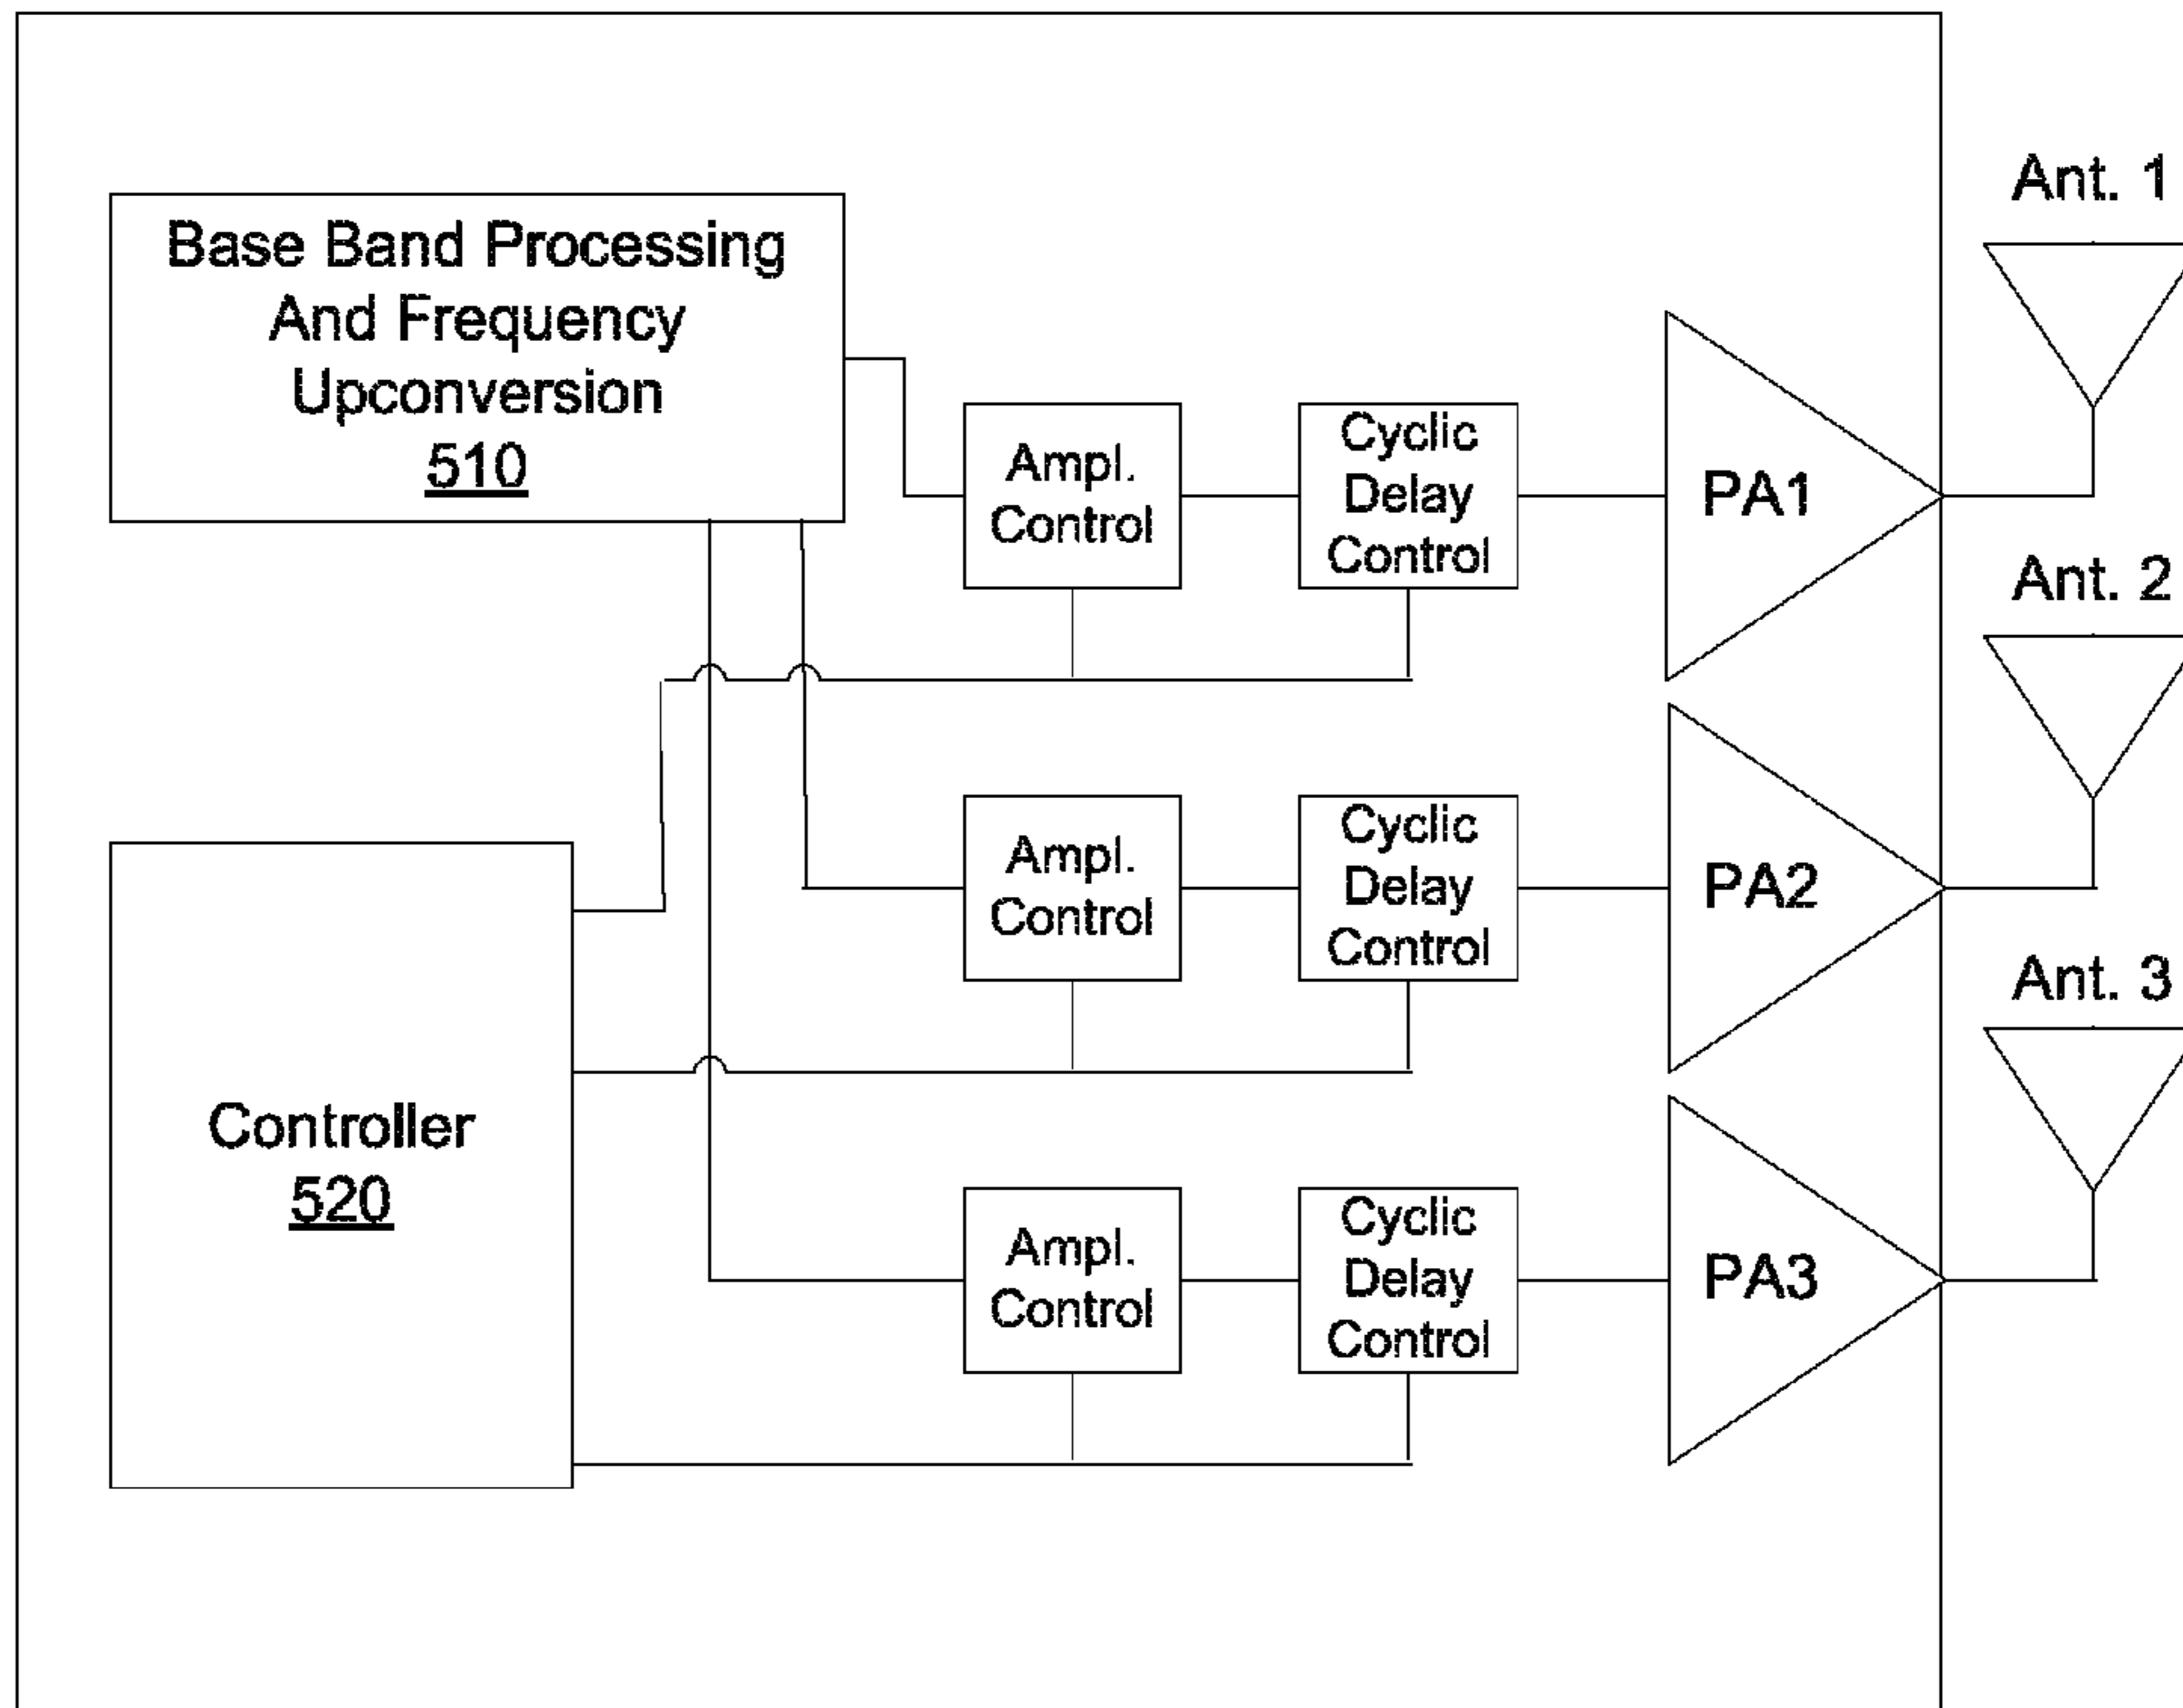 Base Band Processing
And Frequency
Upconversion
510
Ant. 1
Ampl.
Control
Cyclic
Delay
Control
PA1
Ant. 2
Ampl.
Control
Cyclic
Delay
Control
PA2
Controller
520
Ant. 3
Ampl.
Control
Cyclic
Delay
Control
PA3